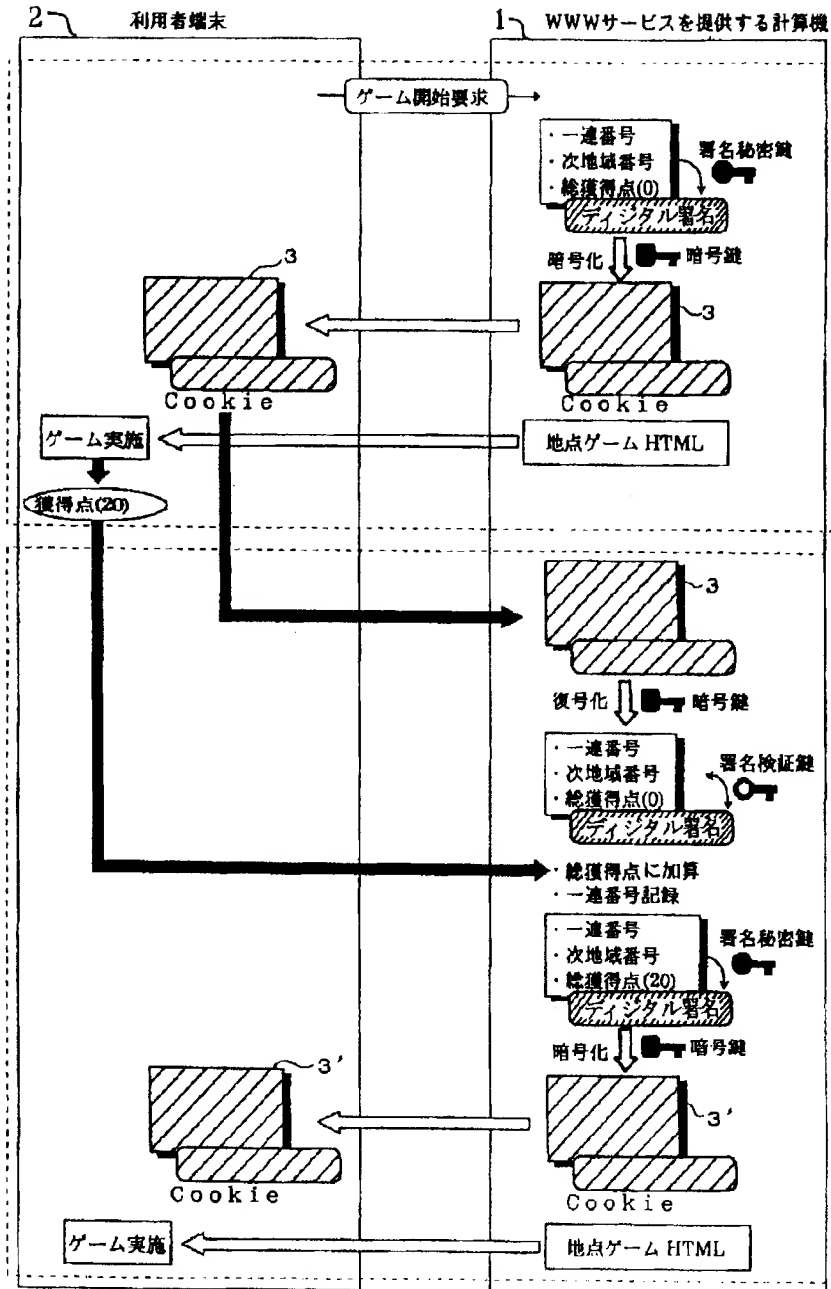 2 利用者端末
1 WWWサービスを提供する計算機
ゲーム開始要求
・一連番号
・次地域番号
・総獲得点(0)
署名秘密鍵
ディジタル署名
暗号化
暗号鍵
3
3
Cookie
Cookie
ゲーム実施
地点ゲーム HTML
獲得点(20)
3
復号化
暗号鍵
・一連番号
・次地域番号
・総獲得点(0)
署名検証鍵
ディジタル署名
・総獲得点に加算
・一連番号記録
・一連番号
・次地域番号
・総獲得点(20)
署名秘密鍵
ディジタル署名
暗号化
暗号鍵
3'
3'
Cookie
Cookie
ゲーム実施
地点ゲーム HTML